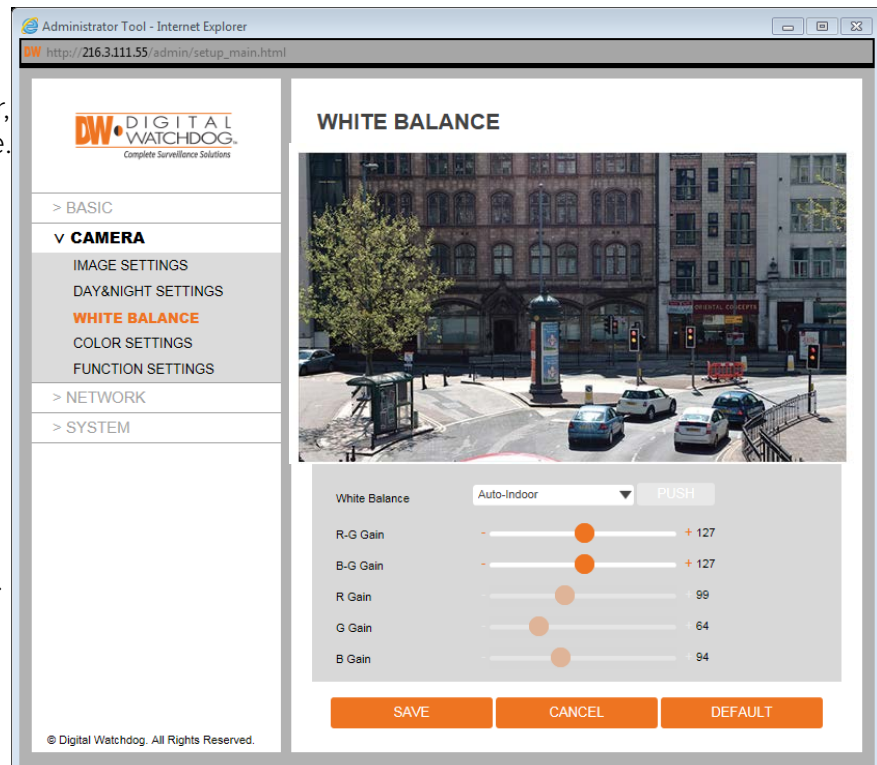 Administrator Tool - Internet Explorer
DW http://216.3.111.55/admin/setup_main.html
r,
e.
DW DIGITAL
WATCHDOG™
Complete Surveillance Solutions
> BASIC
v CAMERA
IMAGE SETTINGS
DAY&NIGHT SETTINGS
WHITE BALANCE
COLOR SETTINGS
FUNCTION SETTINGS
> NETWORK
> SYSTEM
© Digital Watchdog. All Rights Reserved.
WHITE BALANCE
ORIENTAL CONCEPTS
White Balance Auto-Indoor PUSH
R-G Gain - + 127
B-G Gain - + 127
R Gain - + 99
G Gain - + 64
B Gain - + 94
SAVE CANCEL DEFAULT